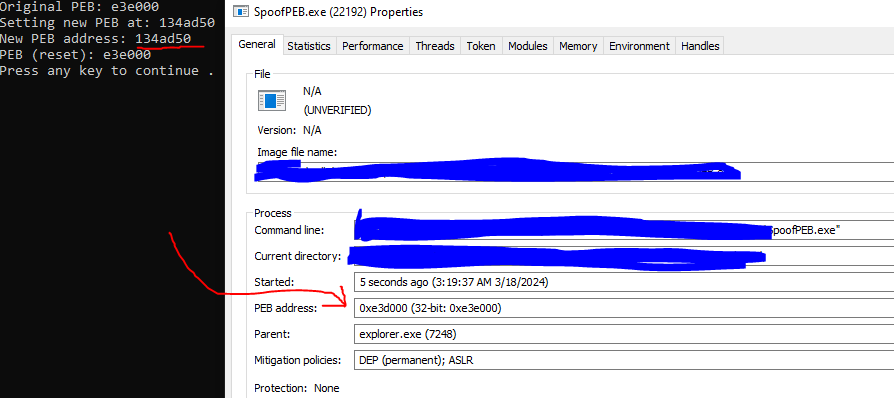 Original PEB: e3e000
Setting new PEB at: 134ad50
New PEB address: 134ad50
PEB (reset): e3e000
Press any key to continue .
SpoofPEB.exe (22192) Properties
General Statistics Performance Threads Token Modules Memory Environment Handles
File
N/A
(UNVERIFIED)
Version: N/A
Image file name:
Process
Command line: SpoofPEB.exe"
Current directory:
Started: 5 seconds ago (3:19:37 AM 3/18/2024)
PEB address: 0xe3d000 (32-bit: 0xe3e000)
Parent: explorer.exe (7248)
Mitigation policies: DEP (permanent); ASLR
Protection: None